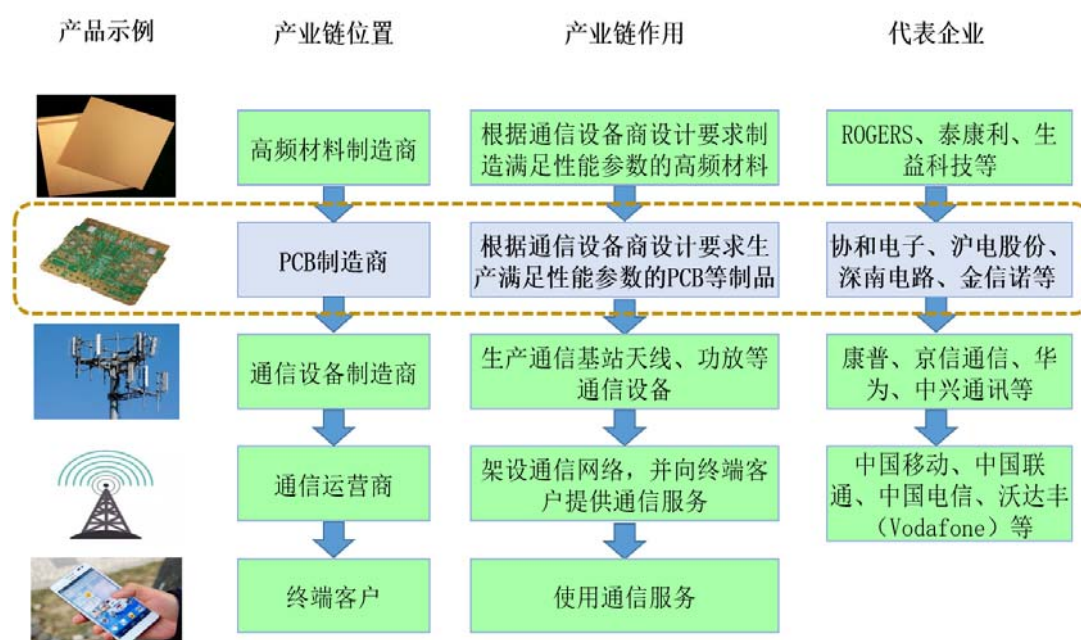 产品示例 产业链位置 产业链作用 代表企业
高频材料制造商
根据通信设备商设计要求制
造满足性能参数的高频材料
ROGERS、泰康利、生
益科技等
PCB制造商
根据通信设备商设计要求生
产满足性能参数的PCB等制品
协和电子、沪电股份、
深南电路、金信诺等
通信设备制造商
生产通信基站天线、功放等
通信设备
康普、京信通信、华
为、中兴通讯等
通信运营商
架设通信网络，并向终端客
户提供通信服务
中国移动、中国联
通、中国电信、沃达丰
（Vodafone）等
终端客户
使用通信服务